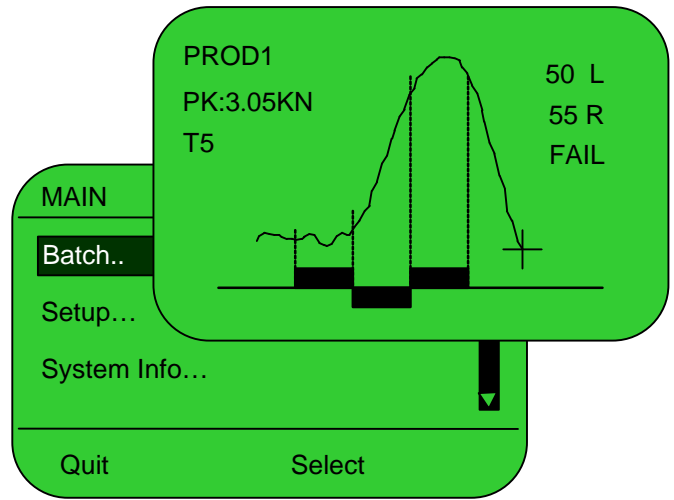 PROD1
PK:3.05KN
T5
50 L
55 R
FAIL
MAIN
Batch..
Setup…
System Info…
Quit Select